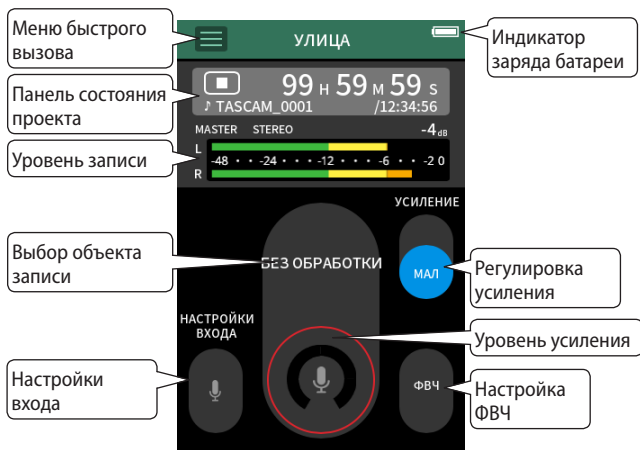 Меню быстрого
вызова
УЛИЦА
Индикатор
заряда батареи
Панель состояния
проекта
99 H 59 M 59 S
♪ TASCAM_0001 /12:34:56
MASTER STEREO -4 dB
Уровень записи
L
-48 · · -24 · · · -12 · · · -6 · · -2 0
R
УСИЛЕНИЕ
Выбор объекта
записи
БЕЗ ОБРАБОТКИ
МАЛ
Регулировка
усиления
НАСТРОЙКИ
ВХОДА
Уровень усиления
Настройки
входа
ФВЧ
Настройка
ФВЧ